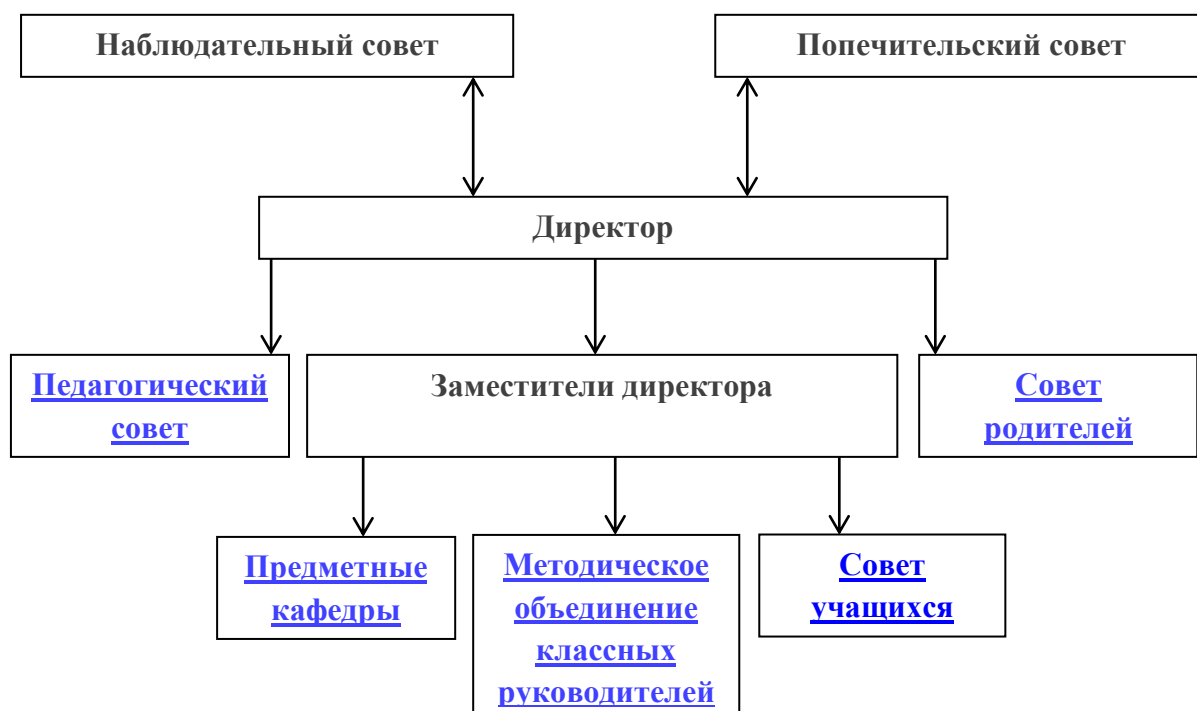 Наблюдательный совет
Попечительский совет
Директор
Педагогический
совет
Заместители директора
Совет
родителей
Предметные
кафедры
Методическое
объединение
классных
руководителей
Совет
учащихся